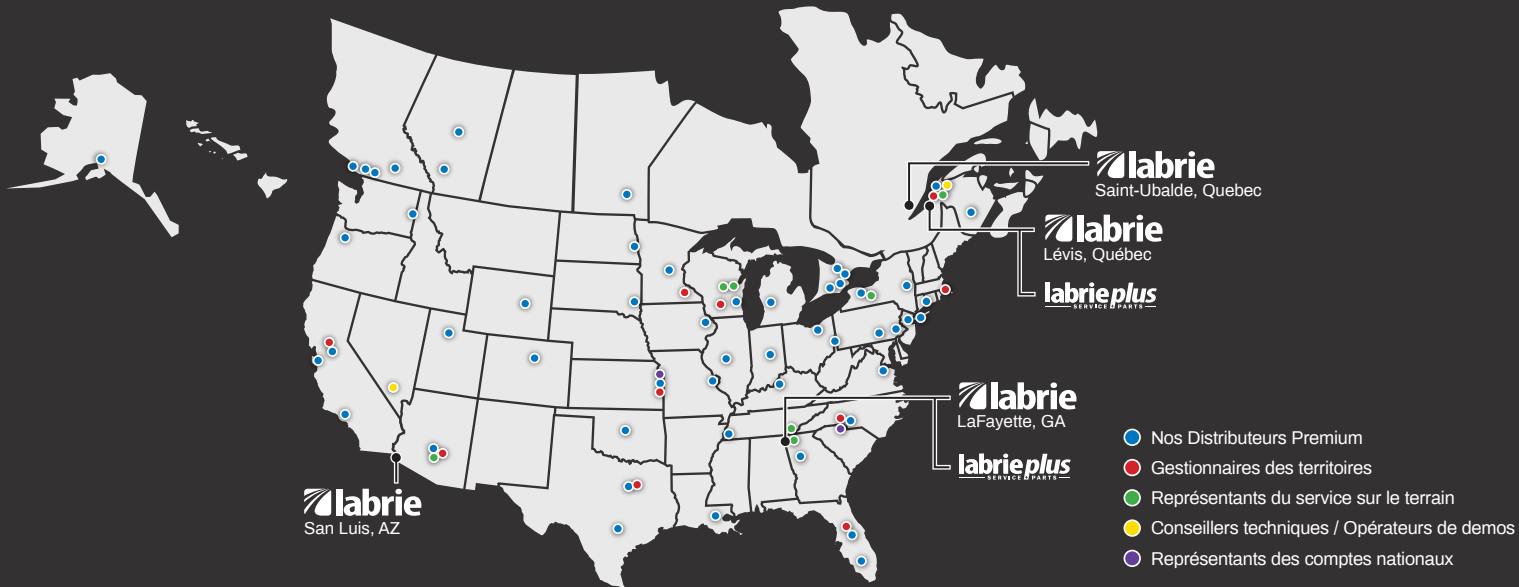 labrie
Saint-Ubalde, Quebec
labrie
Lévis, Québec
labrieplus
SERVICE & PARTS
labrie
LaFayette, GA
labrieplus
SERVICE & PARTS
labrie
San Luis, AZ
Nos Distributeurs Premium
Gestionnaires des territoires
Représentants du service sur le terrain
Conseillers techniques / Opérateurs de demos
Représentants des comptes nationaux